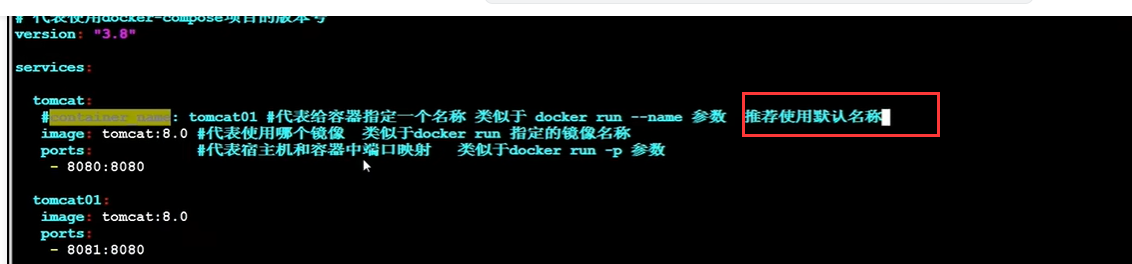 # 代表使用docker-compose项目的版本号
version: "3.8"
services:
tomcat:
#container_name: tomcat01 #代表给容器指定一个名称 类似于 docker run --name 参数 推荐使用默认名称
image: tomcat:8.0 #代表使用哪个镜像 类似于docker run 指定的镜像名称
ports: #代表宿主机和容器中端口映射 类似于docker run -p 参数
- 8080:8080
tomcat01:
image: tomcat:8.0
ports:
- 8081:8080